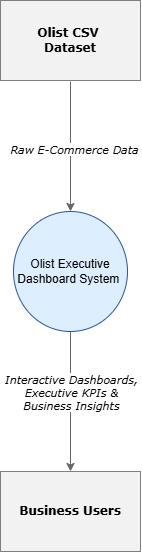 Olist CSV
Dataset
Raw E-Commerce Data
Olist Executive
Dashboard System
Interactive Dashboards,
Executive KPIs &
Business Insights
Business Users